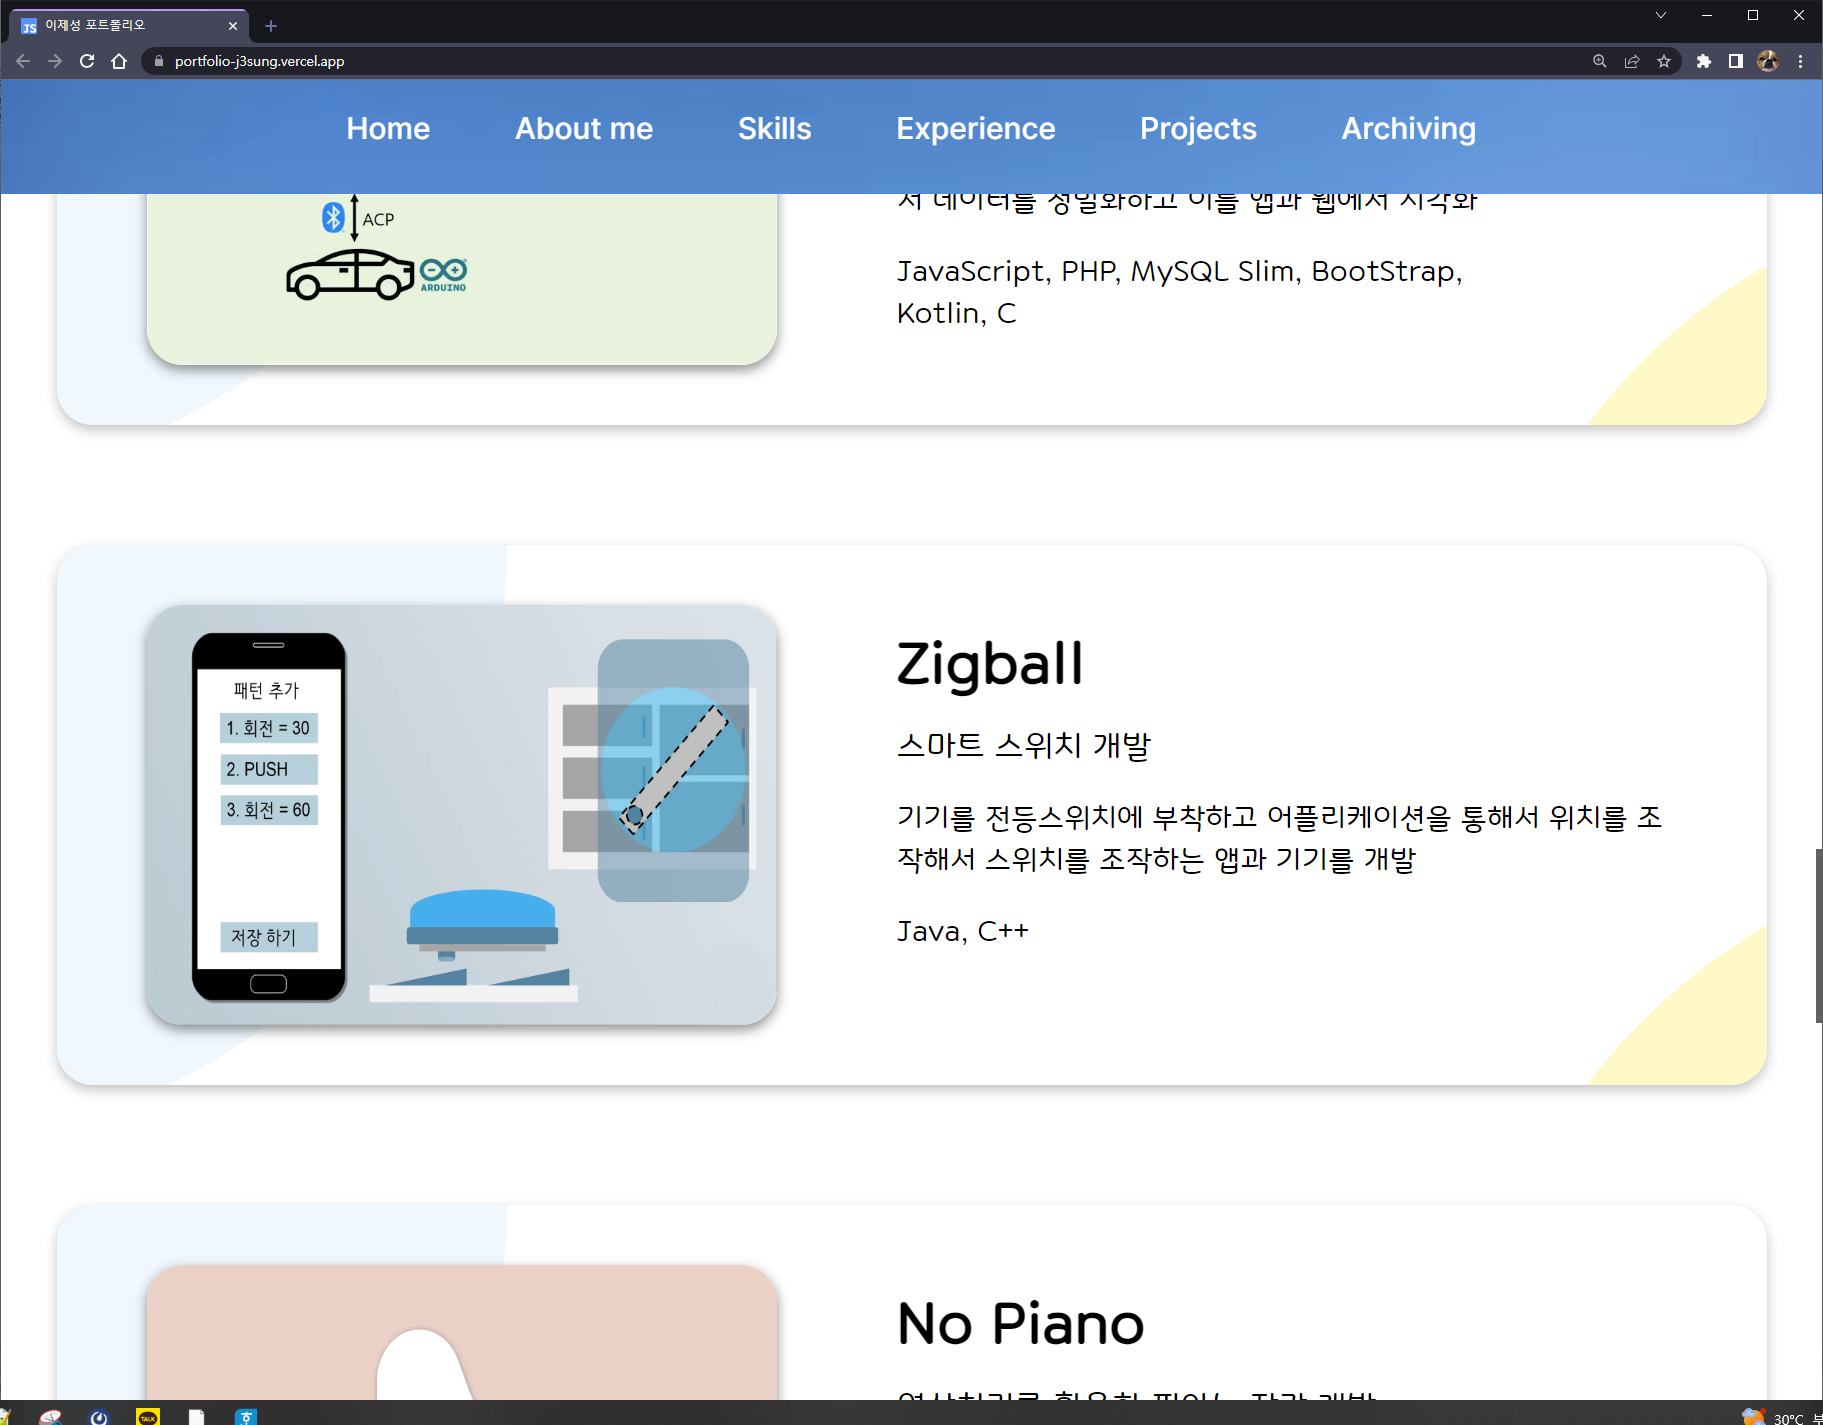 이제성 포트폴리오
portfolio-j3sung.vercel.app
Home About me Skills Experience Projects Archiving
ACP
ARDUINO
서 데이터를 정밀화하고 이를 앱과 웹에서 시각화
JavaScript, PHP, MySQL Slim, BootStrap,
Kotlin, C
패턴 추가
1. 회전 = 30
2. PUSH
3. 회전 = 60
저장 하기
Zigball
스마트 스위치 개발
기기를 전등스위치에 부착하고 어플리케이션을 통해서 위치를 조
작해서 스위치를 조작하는 앱과 기기를 개발
Java, C++
No Piano
TALK
30°C